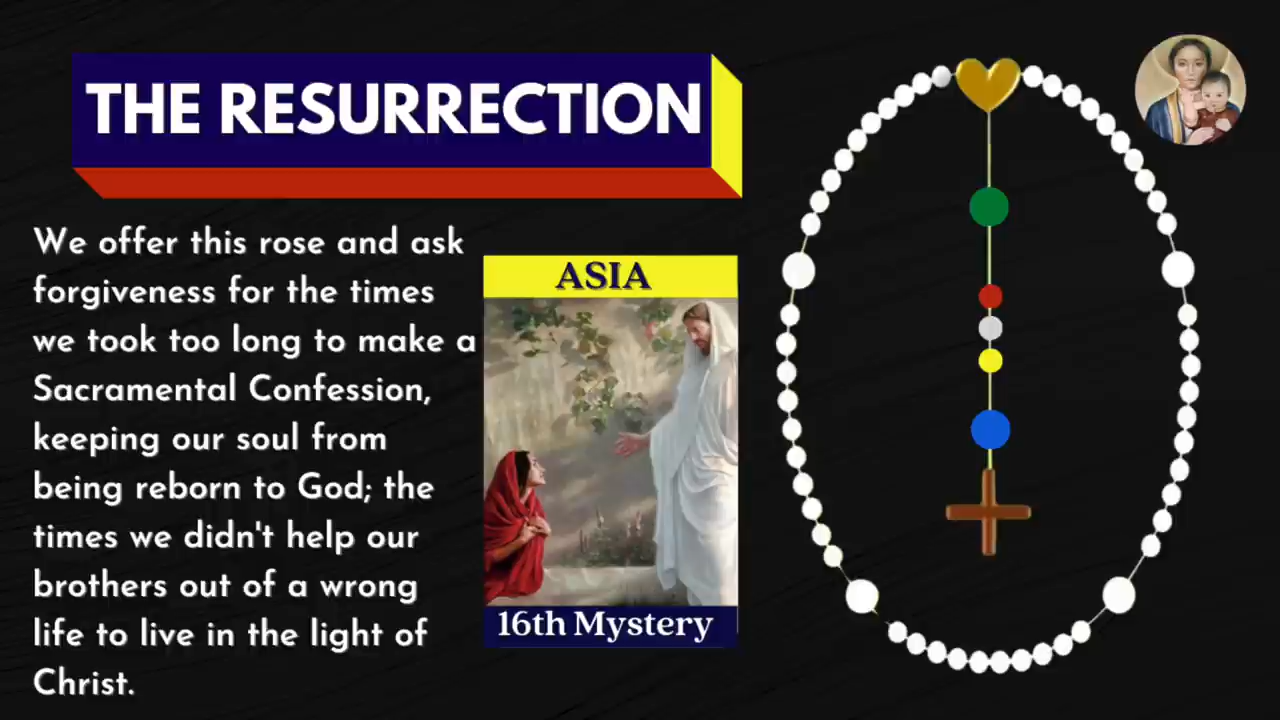 THE RESURRECTION
We offer this rose and ask
forgiveness for the times
we took too long to make a
Sacramental Confession,
keeping our soul from
being reborn to God; the
times we didn't help our
brothers out of a wrong
life to live in the light of
Christ.
ASIA
16th Mystery